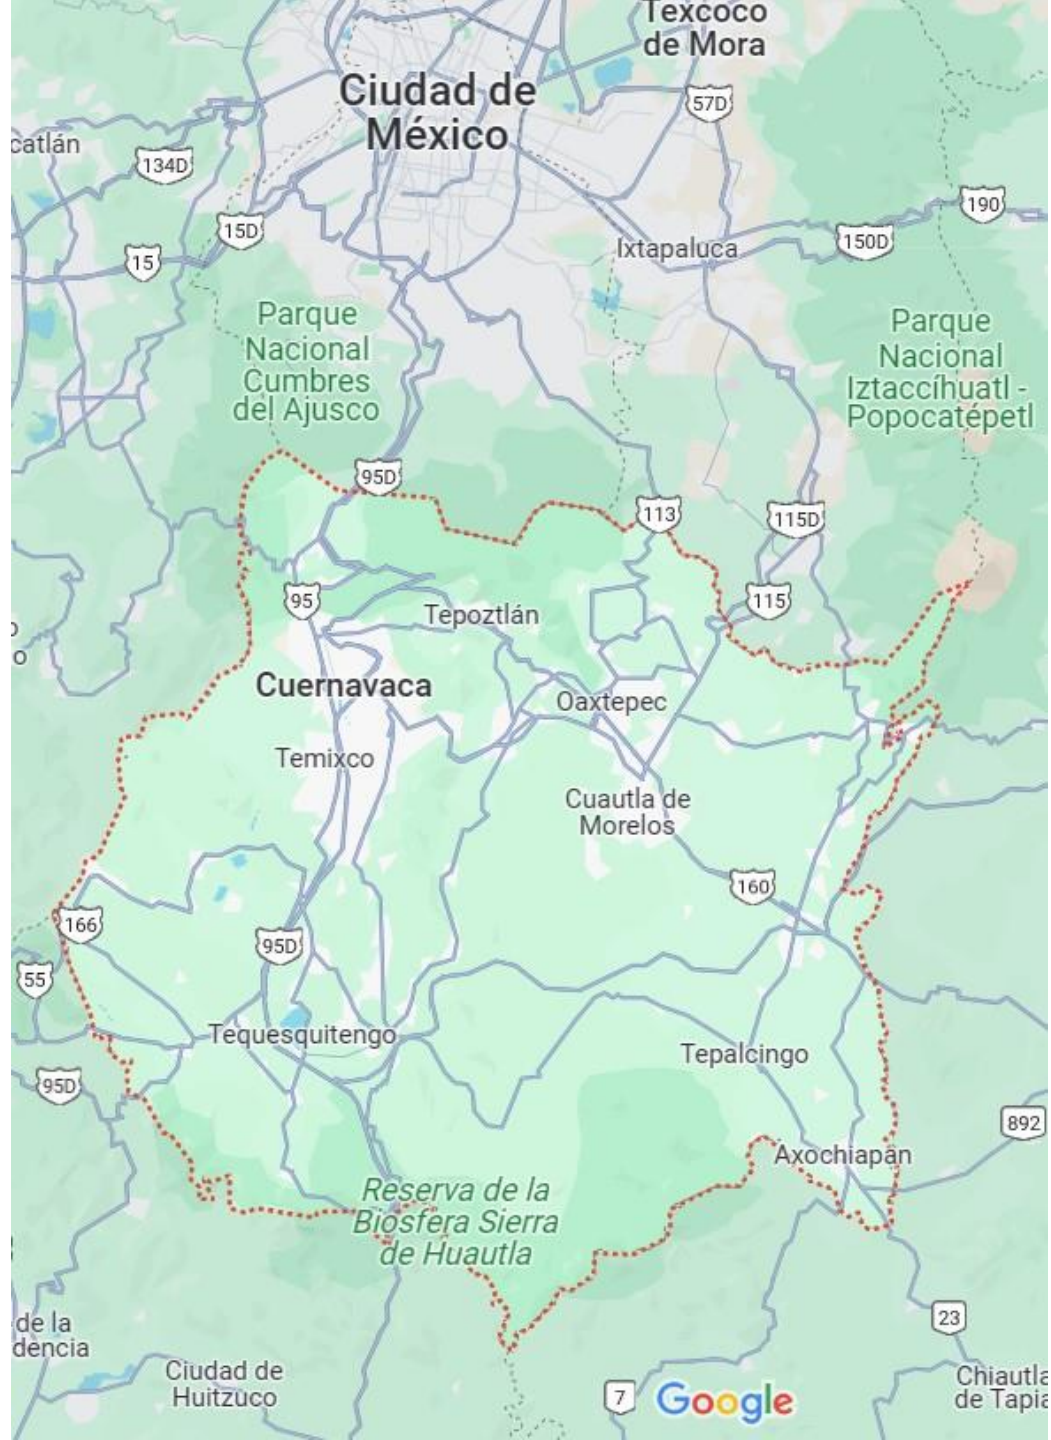 Texcoco
de Mora
Ciudad de
México
57D
catlán
134D
190
15D
150D
15
Ixtapaluca
Parque
Nacional
Cumbres
del Ajusco
Parque
Nacional
Iztaccíhuatl -
Popocatépetl
95D
113
115D
95
115
Tepoztlán
o
Cuernavaca
Oaxtepec
Temixco
Cuautla de
Morelos
160
166
95D
55
Tequesquitengo
Tepalcingo
95D
892
Axochiapan
Reserva de la
Biosfera Sierra
de Huautla
23
de la
dencia
Ciudad de
Huitzuco
7
Google
Chiautla
de Tapia